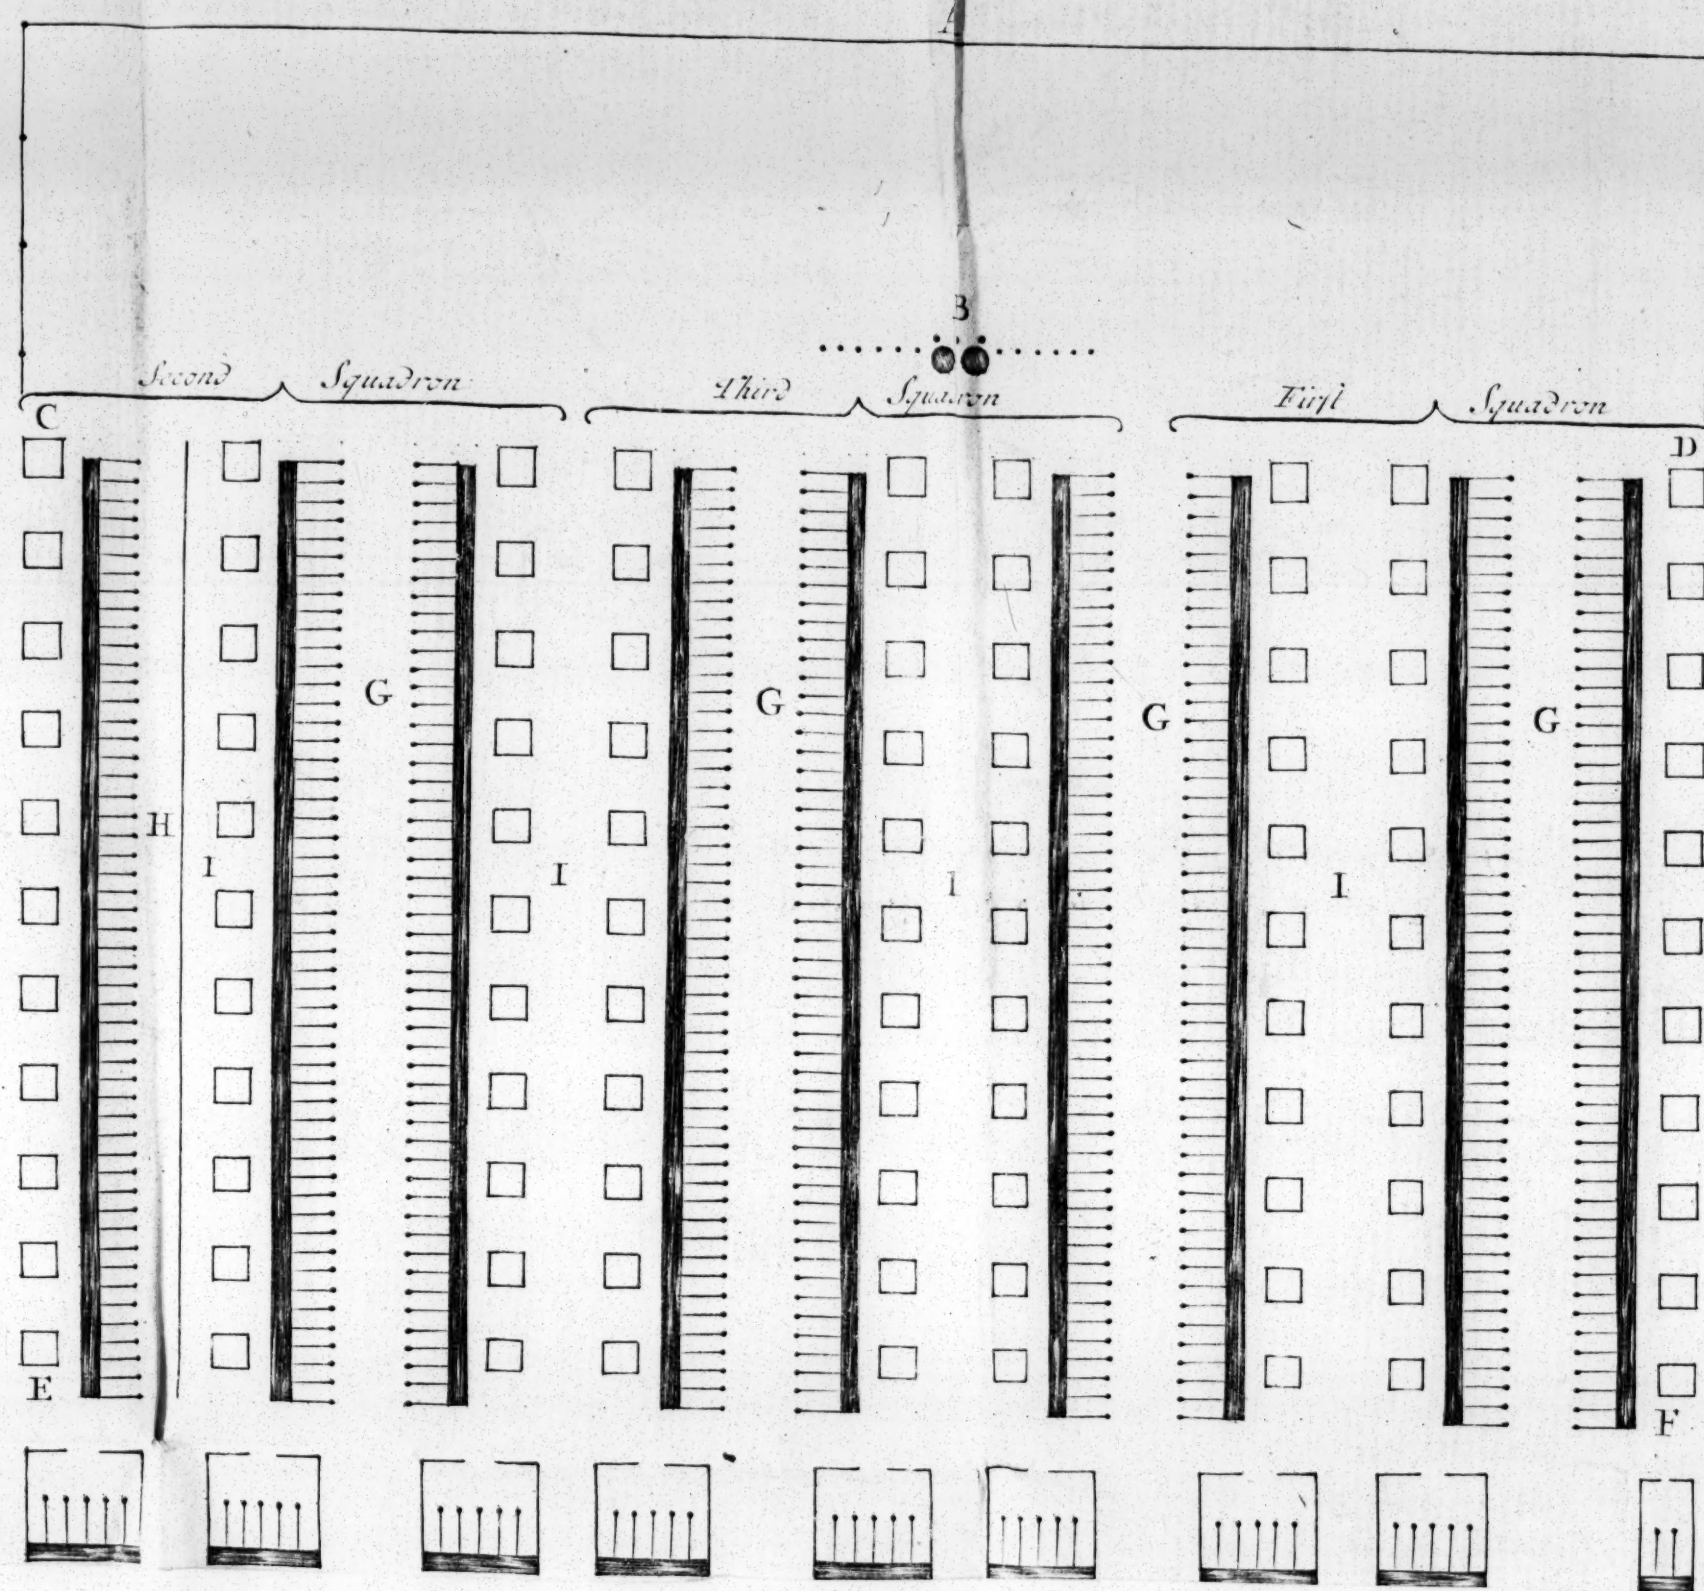 A
B
Second Squadron Third Squadron First Squadron
C D
G G G G
H
I I I I
E F